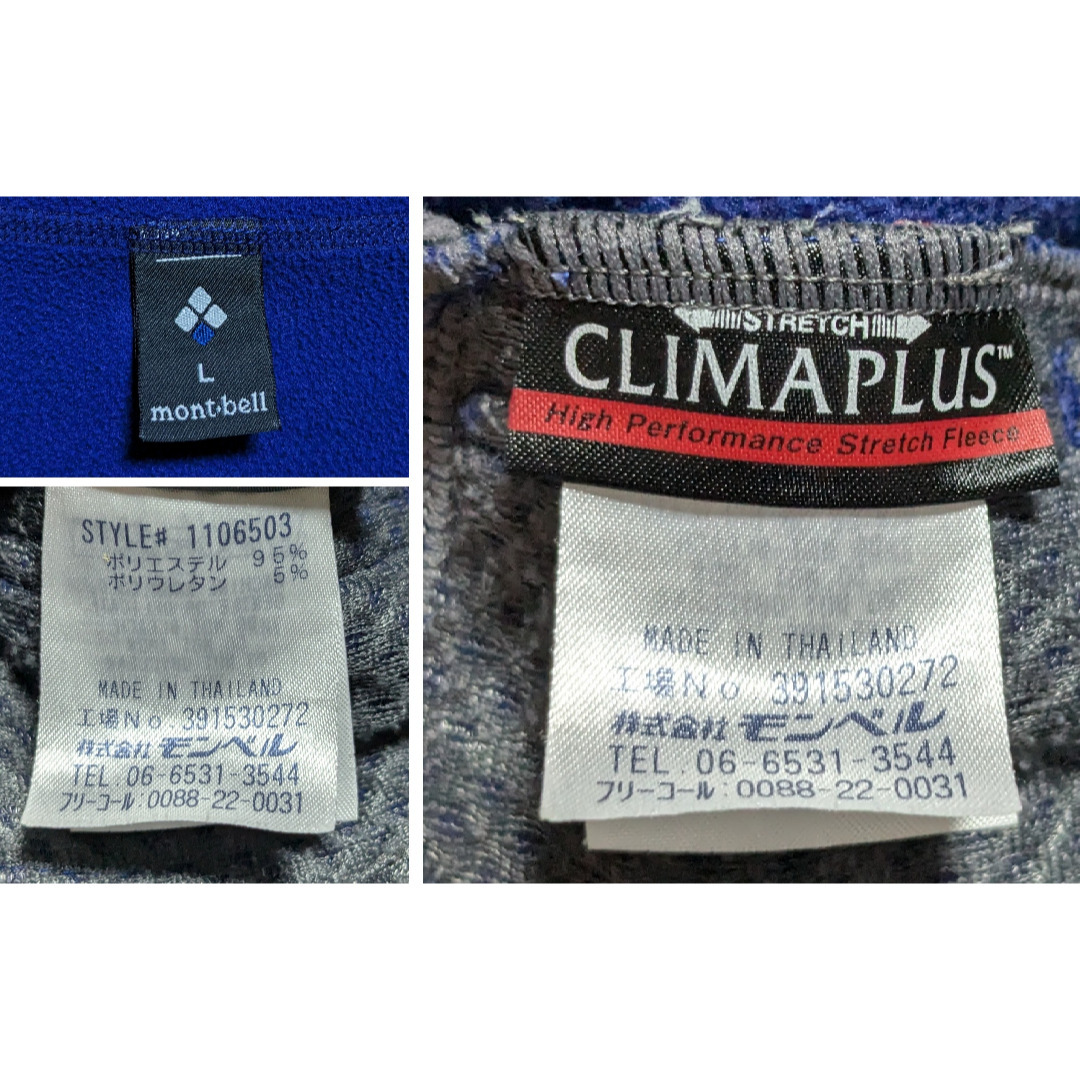 L
mont·bell
STYLE# 1106503
ポリエステル 95%
ポリウレタン 5%
MADE IN THAILAND
工場No.391530272
株式会社モンベル
TEL.06-6531-3544
フリーコール:0088-22-0031
STRETCH
CLIMAPLUS™
High Performance Stretch Fleece
MADE IN THAILAND
工場No.391530272
株式会社モンベル
TEL.06-6531-3544
フリーコール:0088-22-0031